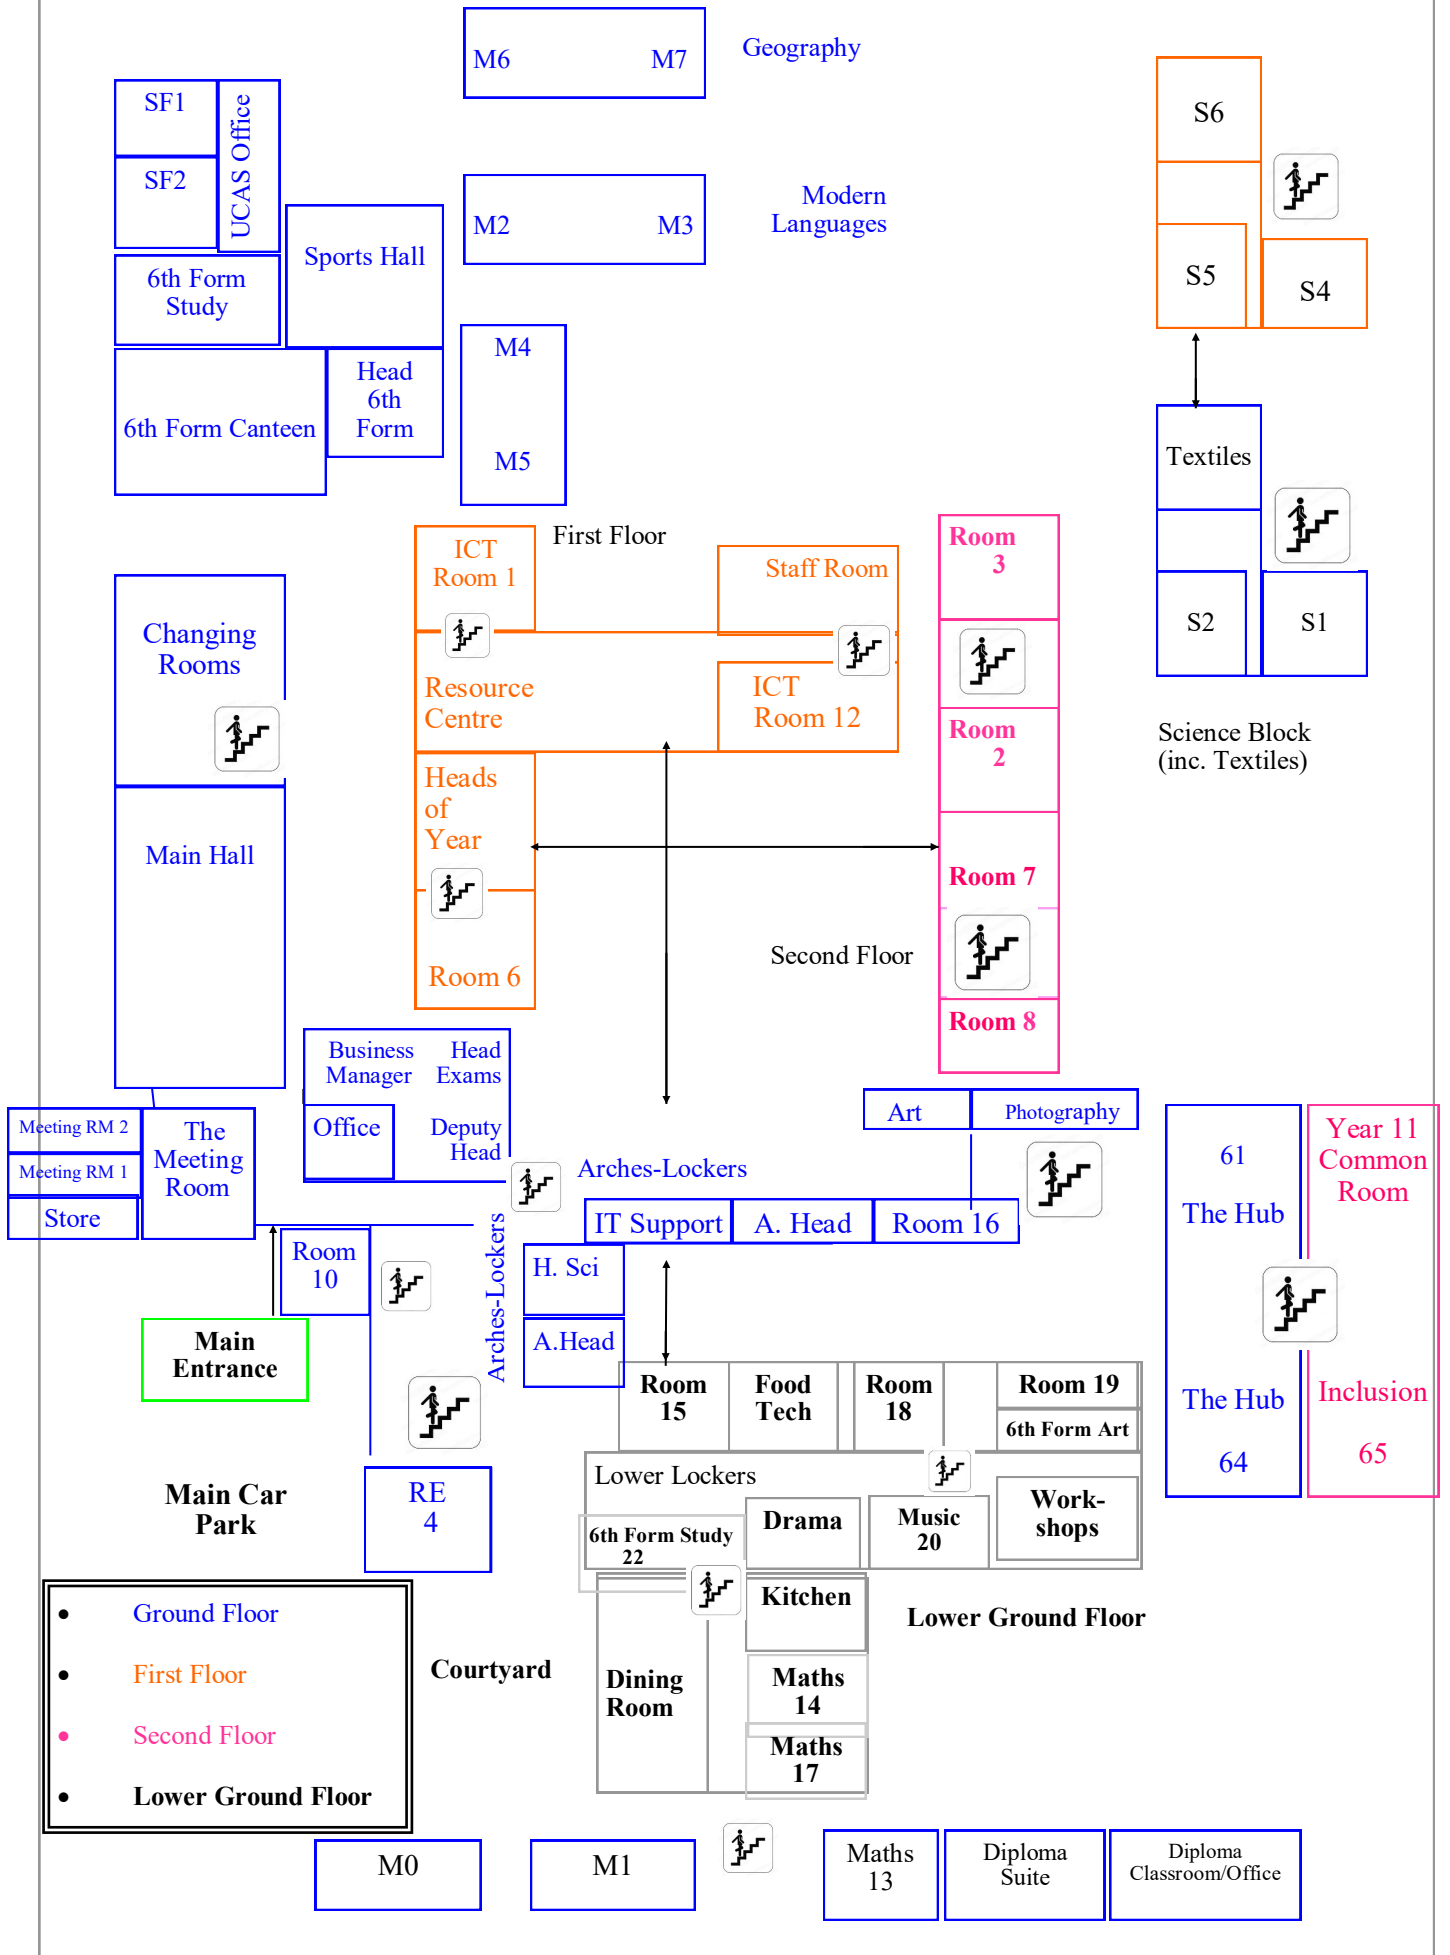 M6 M7
Geography
SF1
UCAS Office
SF2
S6
M2 M3
Modern
Languages
Sports Hall
6th Form
Study
S5
S4
M4
M5
Head
6th
Form
6th Form Canteen
Textiles
S2
S1
Science Block
(inc. Textiles)
ICT
Room 1
First Floor
Staff Room
Room
3
Changing
Rooms
Resource
Centre
ICT
Room 12
Room
2
Heads
of
Year
Main Hall
Room 7
Room 6
Second Floor
Room 8
Business
Manager
Head
Exams
Office
Deputy
Head
Art
Photography
Meeting RM 2
Meeting RM 1
Store
The
Meeting
Room
Arches-Lockers
61
The Hub
The Hub
64
Year 11
Common
Room
Inclusion
65
IT Support
A. Head
Room 16
Room
10
Arches-Lockers
H. Sci
A.Head
Main
Entrance
Room
15
Food
Tech
Room
18
Room 19
6th Form Art
Lower Lockers
Main Car
Park
RE
4
6th Form Study
22
Drama
Music
20
Work-
shops
Kitchen
Lower Ground Floor
• Ground Floor
• First Floor
• Second Floor
• Lower Ground Floor
Courtyard
Dining
Room
Maths
14
Maths
17
M0
M1
Maths
13
Diploma
Suite
Diploma
Classroom/Office